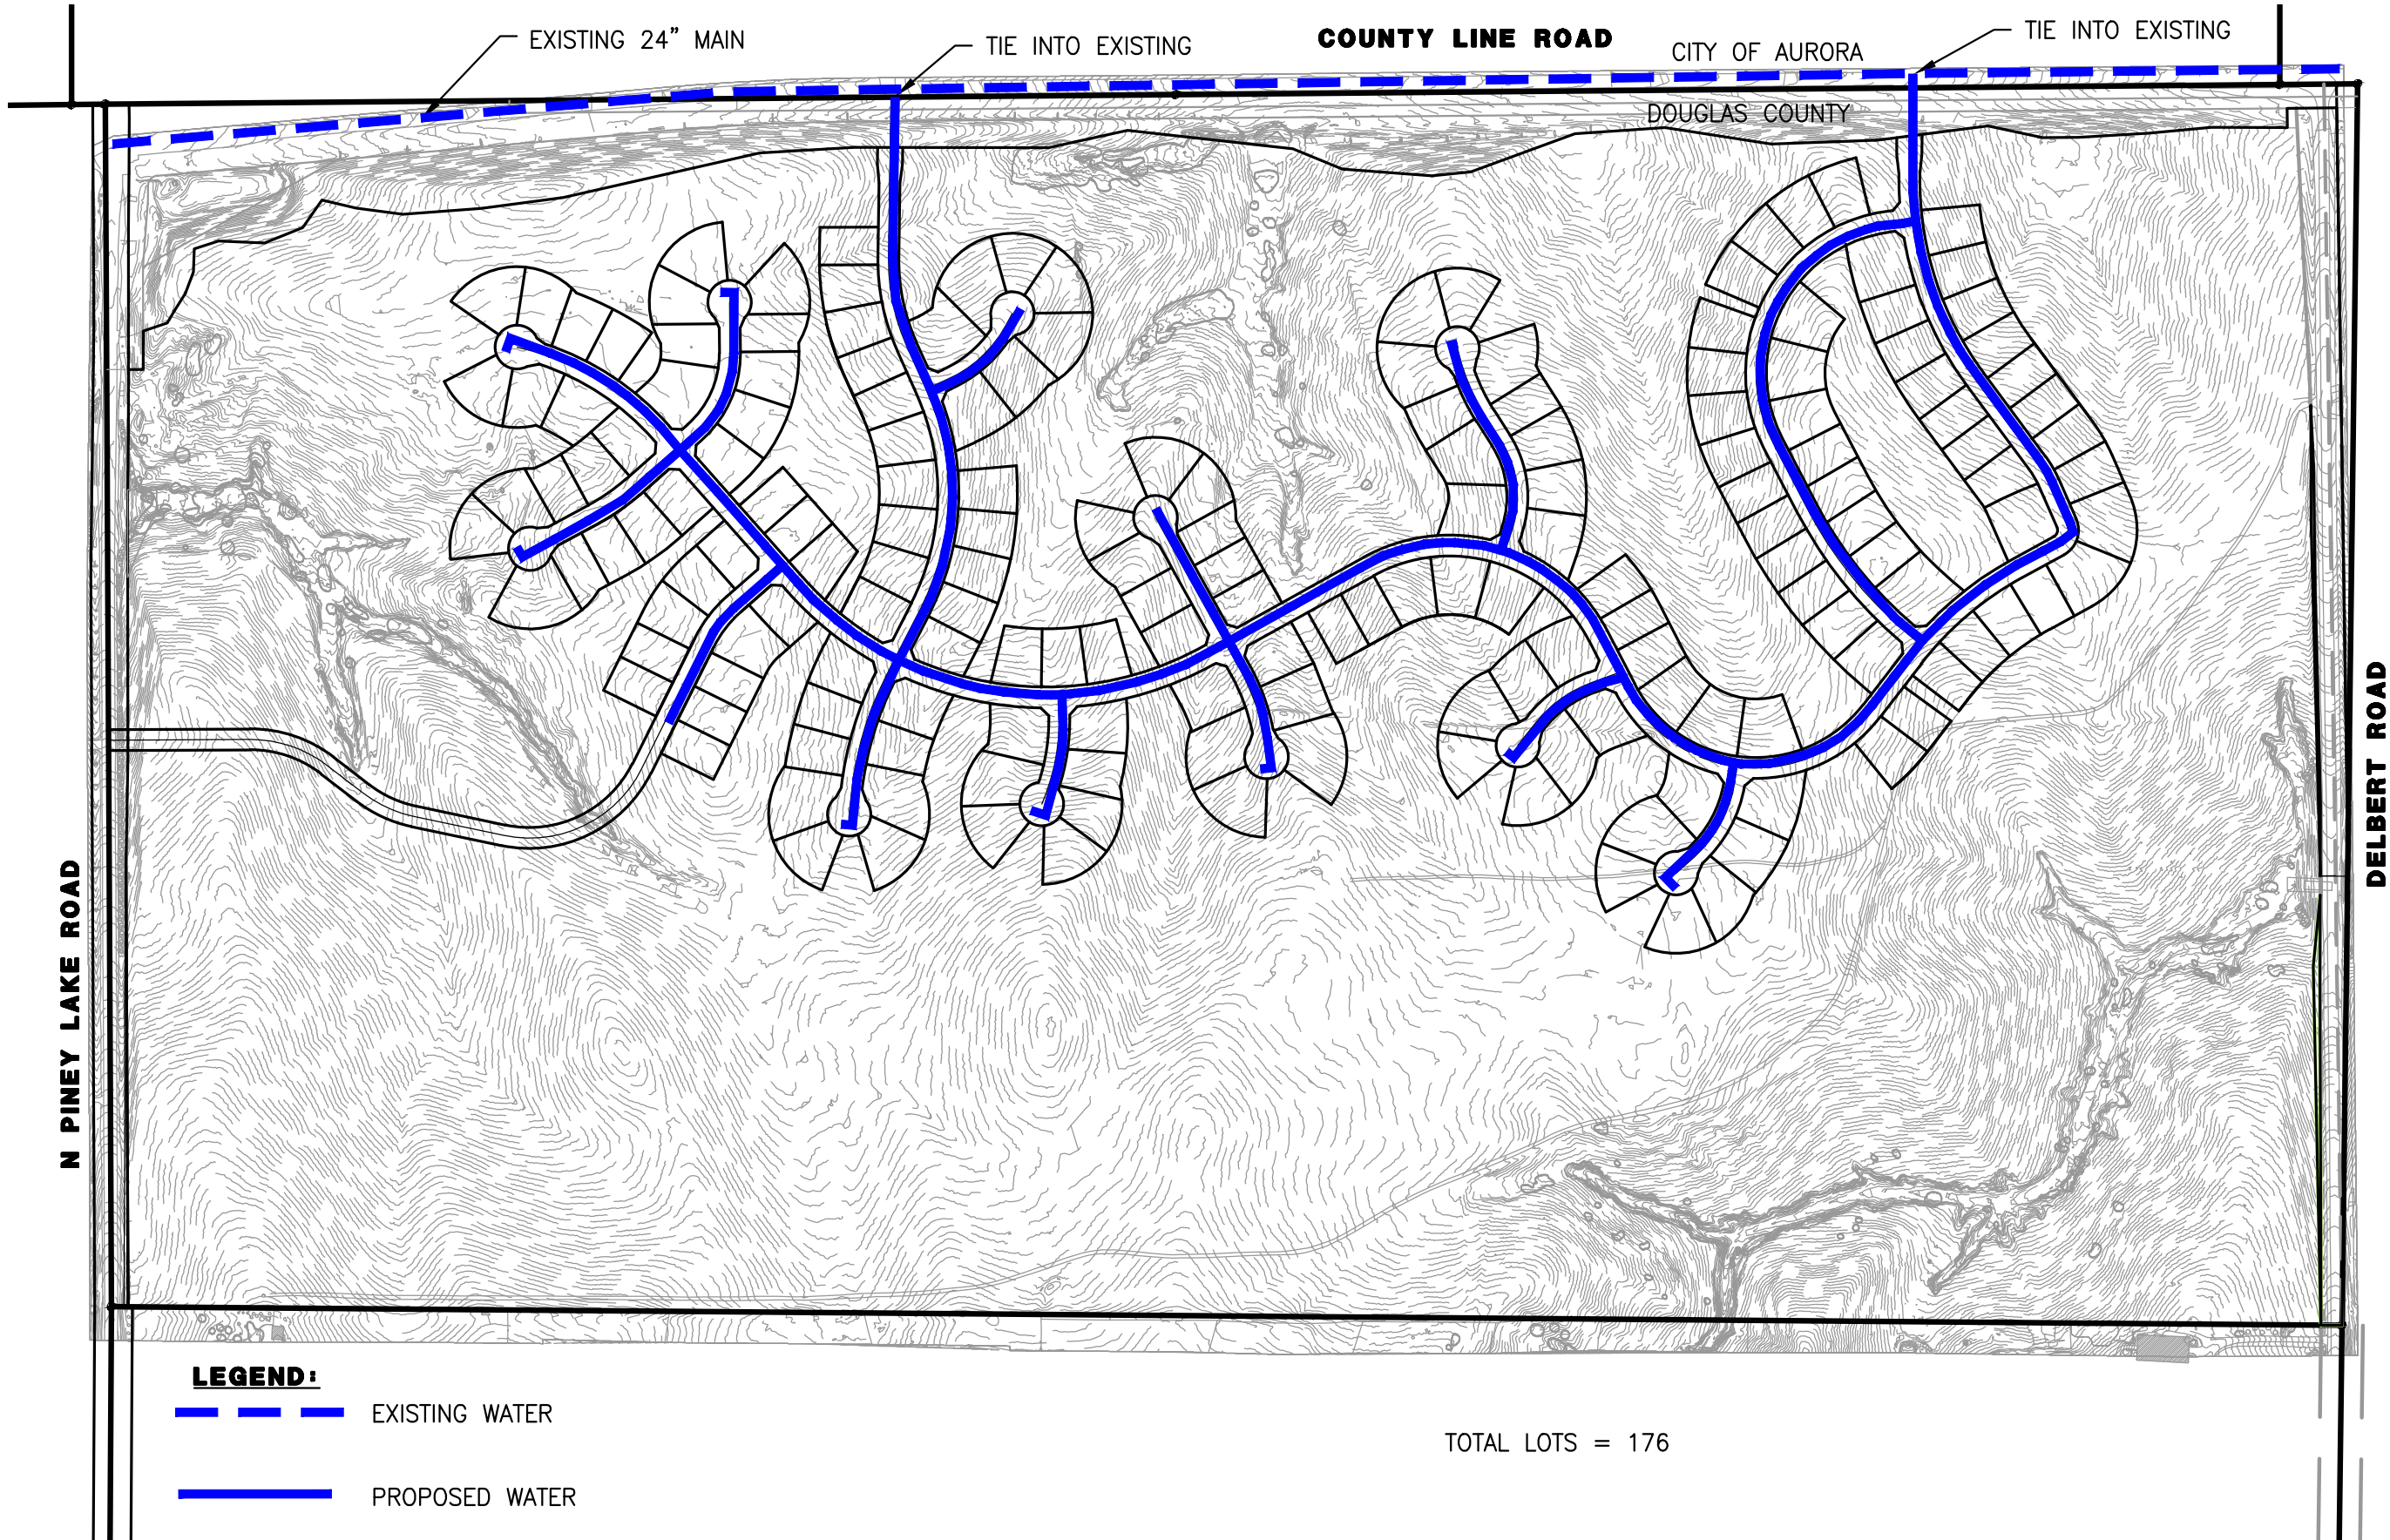 EXISTING 24” MAIN
TIE INTO EXISTING
COUNTY LINE ROAD
CITY OF AURORA
TIE INTO EXISTING
DOUGLAS COUNTY
N PINEY LAKE ROAD
DELBERT ROAD
LEGEND:
EXISTING WATER
PROPOSED WATER
TOTAL LOTS = 176